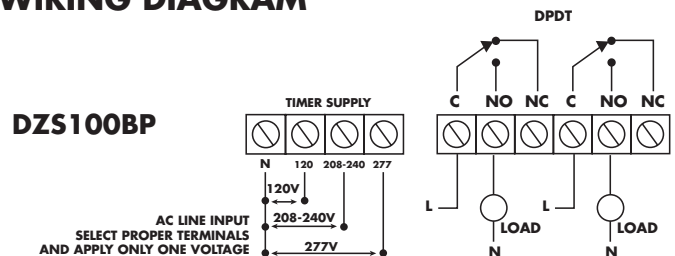 WIRING DIAGRAM
DPDT
DZS100BP
TIMER SUPPLY
N 120 208-240 277
120V
208-240V
277V
AC LINE INPUT
SELECT PROPER TERMINALS
AND APPLY ONLY ONE VOLTAGE
C NO NC C NO NC
L L
LOAD LOAD
N N